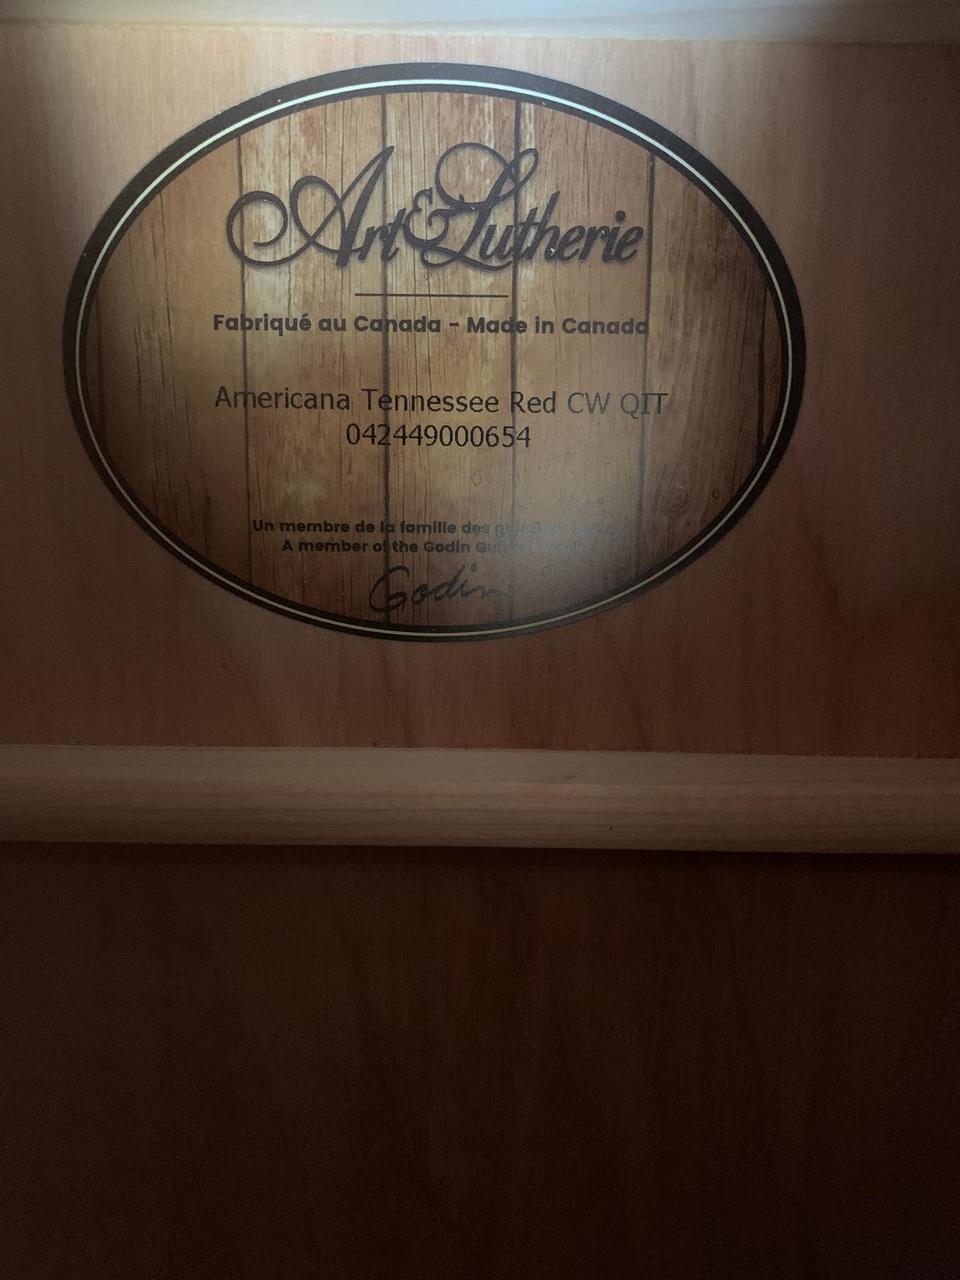 Art & Lutherie
Fabriqué au Canada - Made in Canada
Americana Tennessee Red CW QIT
042449000654
Un membre de la famille des
A member of the Godin
Godin